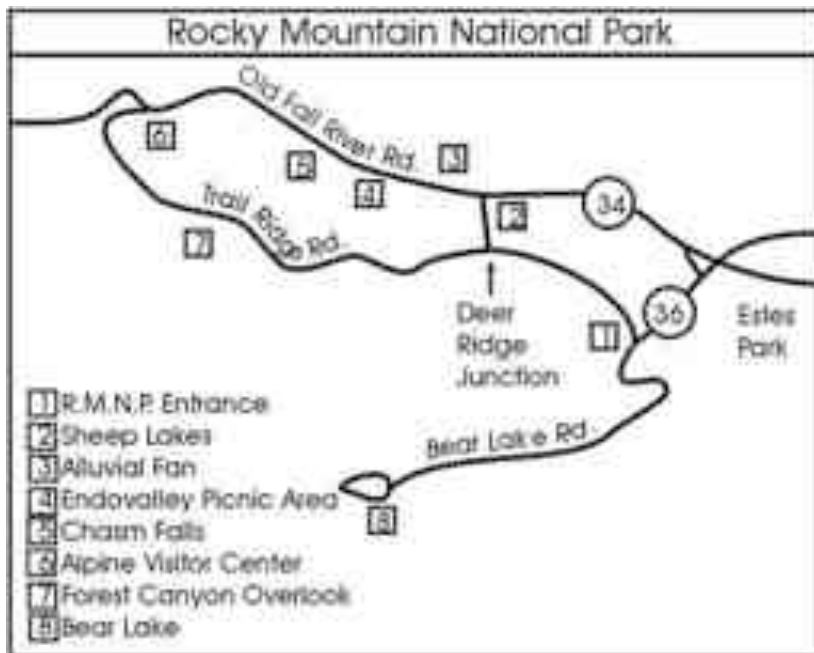 Rocky Mountain National Park
Old Fall River Rd.
6
5
3
4
Trail Ridge Rd.
7
2
34
Deer
Ridge
Junction
1
36
Estes
Park
Bear Lake Rd.
8
1 R.M.N.P. Entrance
2 Sheep Lakes
3 Alluvial Fan
4 Endovalley Picnic Area
5 Chasm Falls
6 Alpine Visitor Center
7 Forest Canyon Overlook
8 Bear Lake